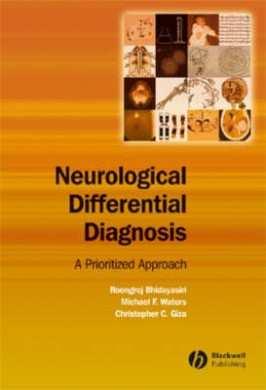 Neurological
Differential
Diagnosis
A Prioritized Approach
Roongroj Bhidayasiri
Michael F. Waters
Christopher C. Giza
Blackwell
Publishing